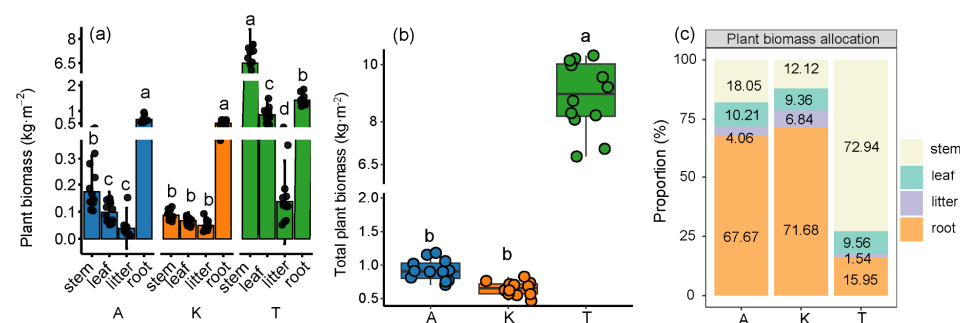 (a)
Plant biomass (kg·m⁻²)
8
6.5
2
1
0.5
0.3
0.2
0.1
0.0
b
c
c
a
b
b
b
a
a
c
d
b
stem
leaf
litter
root
stem
leaf
litter
root
stem
leaf
litter
root
A
K
T
(b)
Total plant biomass (kg·m⁻²)
10
8
6.5
2.0
1.5
1.0
0.5
b
b
a
A
K
T
(c)
Plant biomass allocation
Proportion (%)
100
75
50
25
0
18.05
10.21
4.06
67.67
12.12
9.36
6.84
71.68
72.94
9.56
1.54
15.95
A
K
T
stem
leaf
litter
root